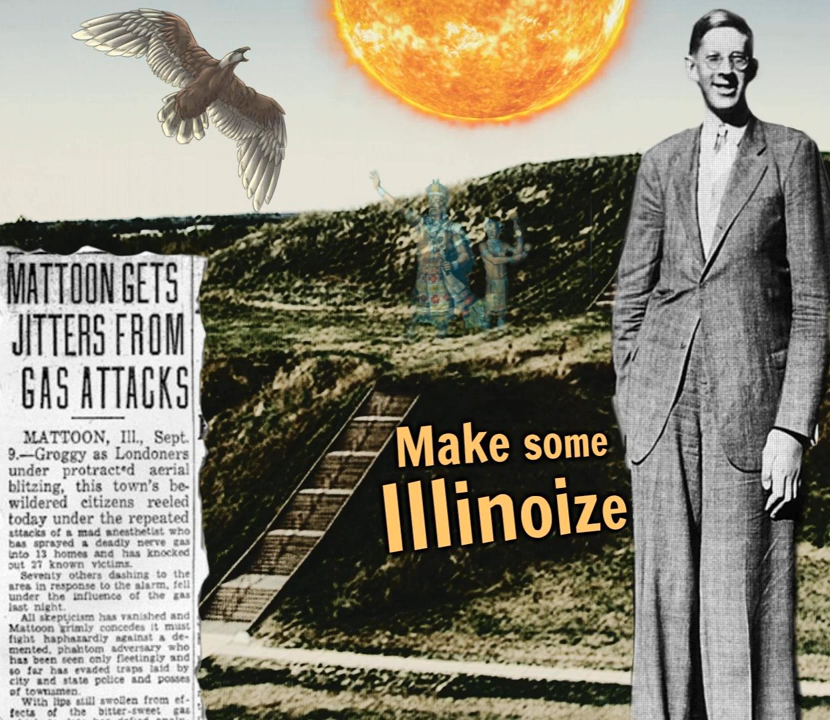 MATTOON GETS
JITTERS FROM
GAS ATTACKS
MATTOON, Ill., Sept.
9.—Groggy as Londoners
under protracted aerial
blitzing, this town's be-
wildered citizens reeled
today under the repeated
attacks of a mad anesthetist who
has sprayed a deadly nerve gas
into 13 homes and has knocked
out 27 known victims.
Seventy others dashing to the
area in response to the alarm, fell
under the influence of the gas
last night.
All skepticism has vanished and
Mattoon grimly concedes it must
fight haphazardly against a de-
mented, phantom adversary who
has been seen only fleetingly and
so far has evaded traps laid by
city and state police and posses
of townsmen.
With lips still swollen from ef-
fects of the bitter-sweet gas
Make some
Illinoize